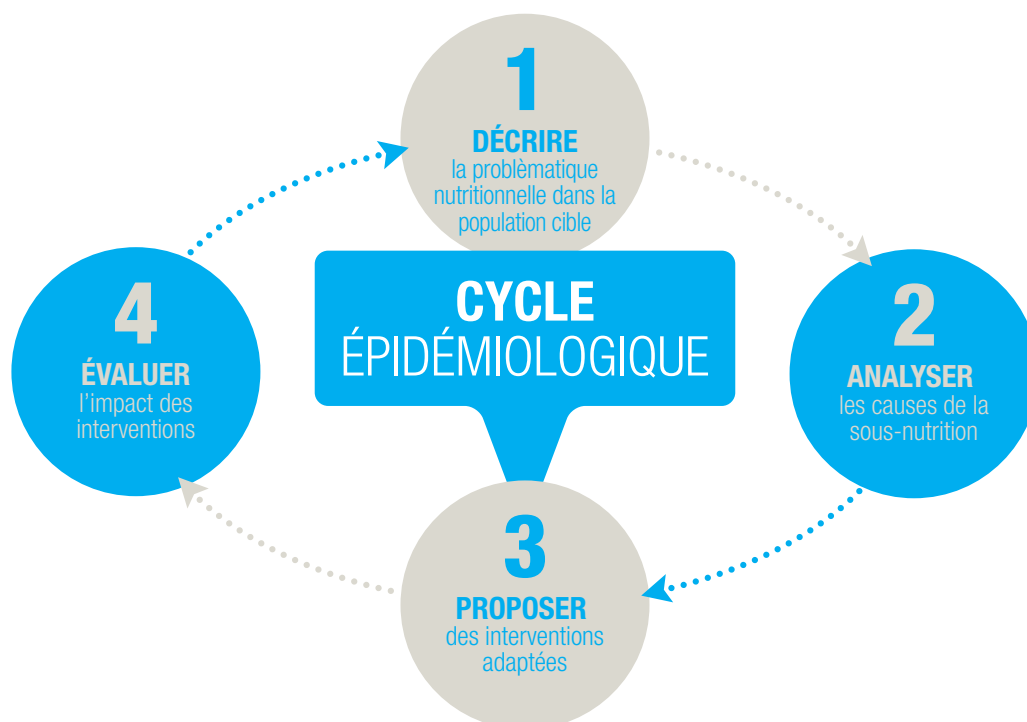 1
DÉCRIRE
la problèmatique
nutritionnelle dans la
population cible
CYCLE
ÉPIDÉMIOLOGIQUE
2
ANALYSER
les causes de la
sous-nutrition
3
PROPOSER
des interventions
adaptées
4
ÉVALUER
l'impact des
interventions